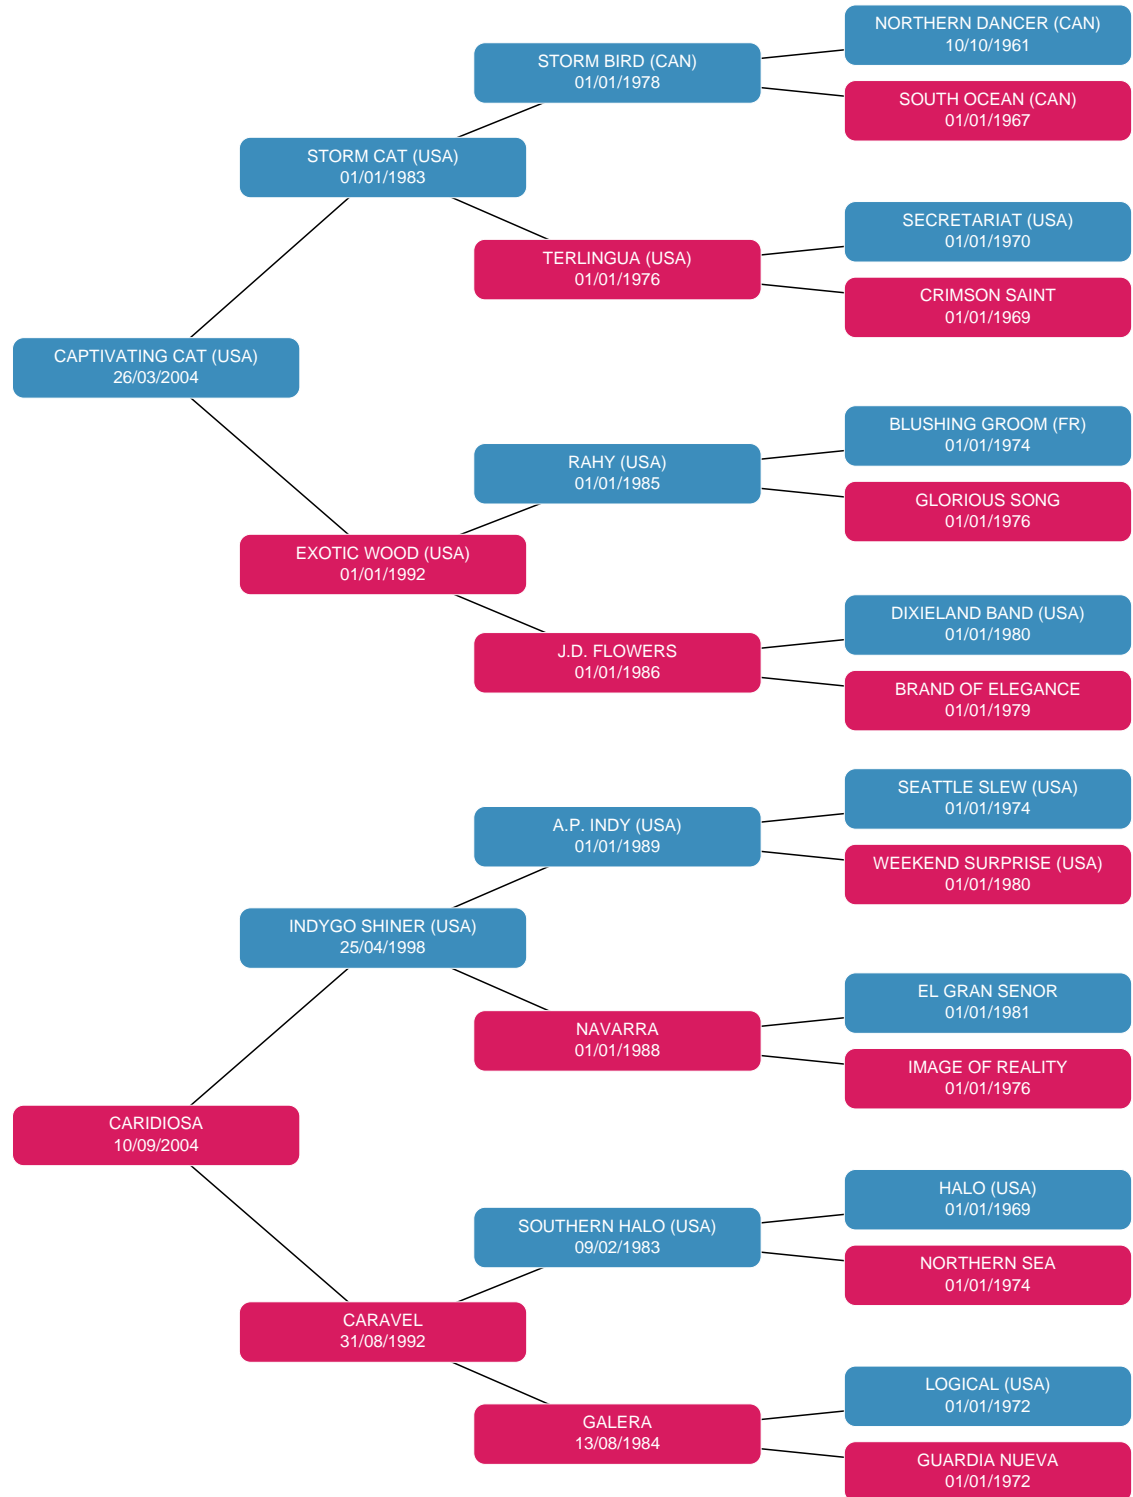 NORTHERN DANCER (CAN)
10/10/1961
STORM BIRD (CAN)
01/01/1978
SOUTH OCEAN (CAN)
01/01/1967
STORM CAT (USA)
01/01/1983
SECRETARIAT (USA)
01/01/1970
TERLINGUA (USA)
01/01/1976
CRIMSON SAINT
01/01/1969
CAPTIVATING CAT (USA)
26/03/2004
BLUSHING GROOM (FR)
01/01/1974
RAHY (USA)
01/01/1985
GLORIOUS SONG
01/01/1976
EXOTIC WOOD (USA)
01/01/1992
DIXIELAND BAND (USA)
01/01/1980
J.D. FLOWERS
01/01/1986
BRAND OF ELEGANCE
01/01/1979
SEATTLE SLEW (USA)
01/01/1974
A.P. INDY (USA)
01/01/1989
WEEKEND SURPRISE (USA)
01/01/1980
INDYGO SHINER (USA)
25/04/1998
EL GRAN SENOR
01/01/1981
NAVARRA
01/01/1988
IMAGE OF REALITY
01/01/1976
CARIDIOSA
10/09/2004
HALO (USA)
01/01/1969
SOUTHERN HALO (USA)
09/02/1983
NORTHERN SEA
01/01/1974
CARAVEL
31/08/1992
LOGICAL (USA)
01/01/1972
GALERA
13/08/1984
GUARDIA NUEVA
01/01/1972